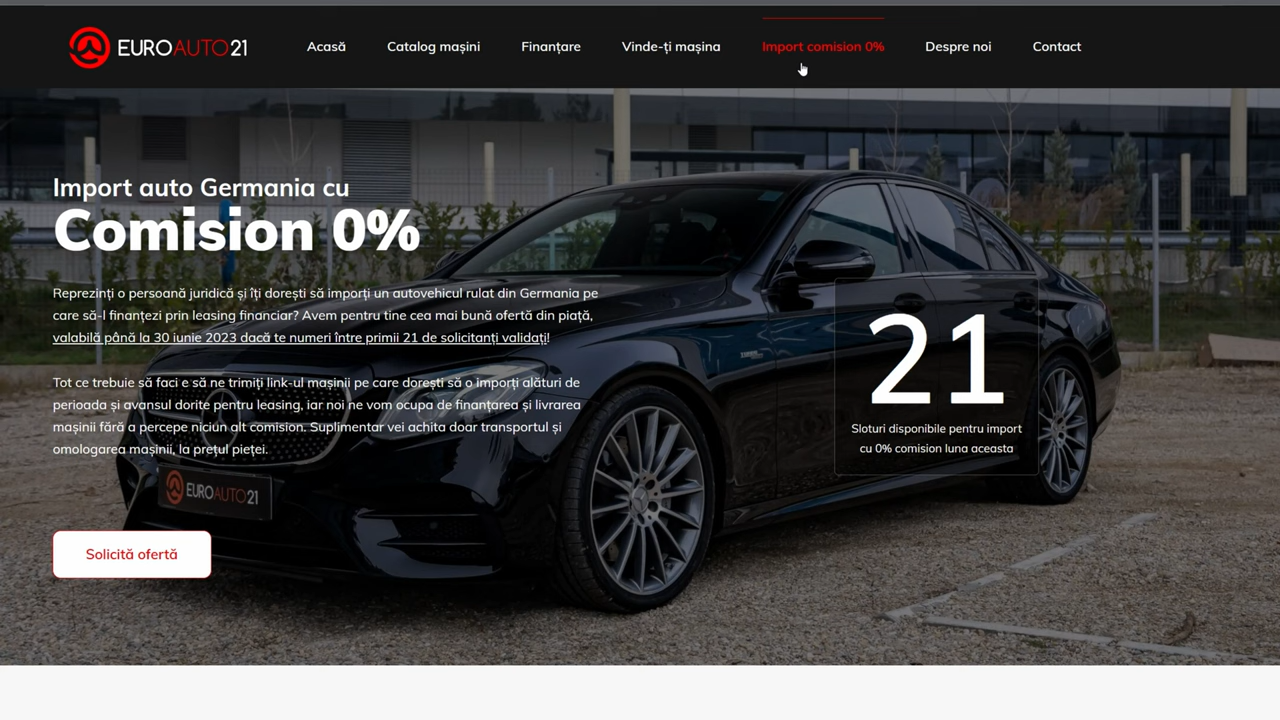 EUROAUTO21
Acasă
Catalog mașini
Finanțare
Vinde-ți mașina
Import comision 0%
Despre noi
Contact
Import auto Germania cu
Comision 0%
Reprezinți o persoană juridică și îți dorești să imporți un autovehicul rulat din Germania pe
care să-l finanțezi prin leasing financiar? Avem pentru tine cea mai bună ofertă din piață,
valabilă până la 30 iunie 2023 dacă te numeri între primii 21 de solicitanți validați!
Tot ce trebuie să faci e să ne trimiți link-ul mașinii pe care dorești să o imporți alături de
perioada și avansul dorite pentru leasing, iar noi ne vom ocupa de finanțarea și livrarea
mașinii fără a percepe niciun alt comision. Suplimentar vei achita doar transportul și
omologarea mașinii, la prețul pieței.
21
Sloturi disponibile pentru import
cu 0% comision luna aceasta
EUROAUTO21
Solicită ofertă